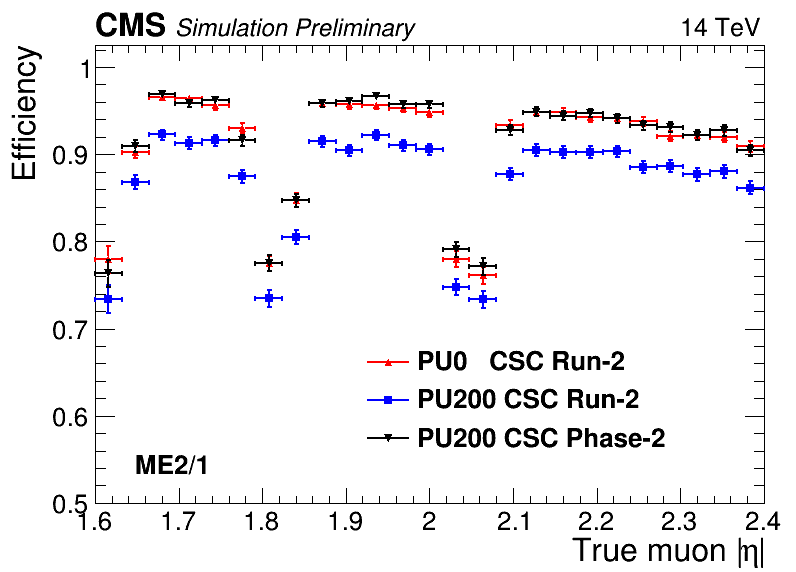 CMS Simulation Preliminary 14 TeV
Efficiency
1
0.9
0.8
0.7
0.6
0.5
PU0 CSC Run-2
PU200 CSC Run-2
PU200 CSC Phase-2
ME2/1
1.6 1.7 1.8 1.9 2 2.1 2.2 2.3 2.4
True muon |η|